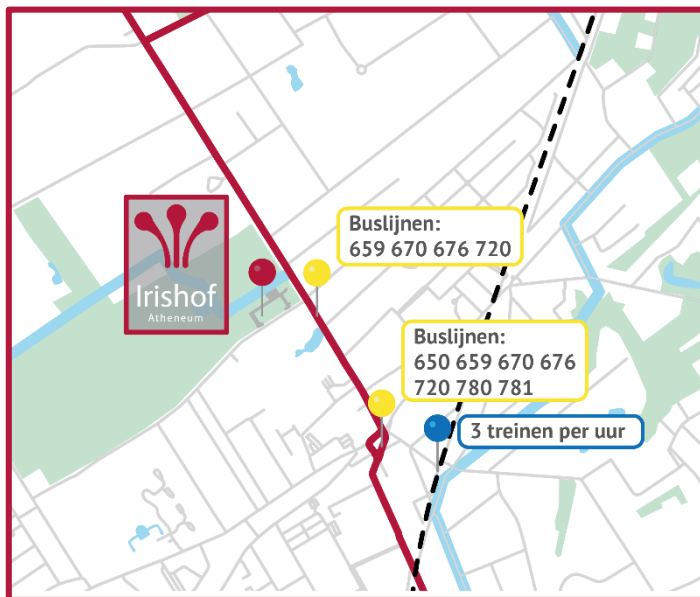 Buslijnen:
659 670 676 720
Irishof
Atheneum
Buslijnen:
650 659 670 676
720 780 781
3 treinen per uur